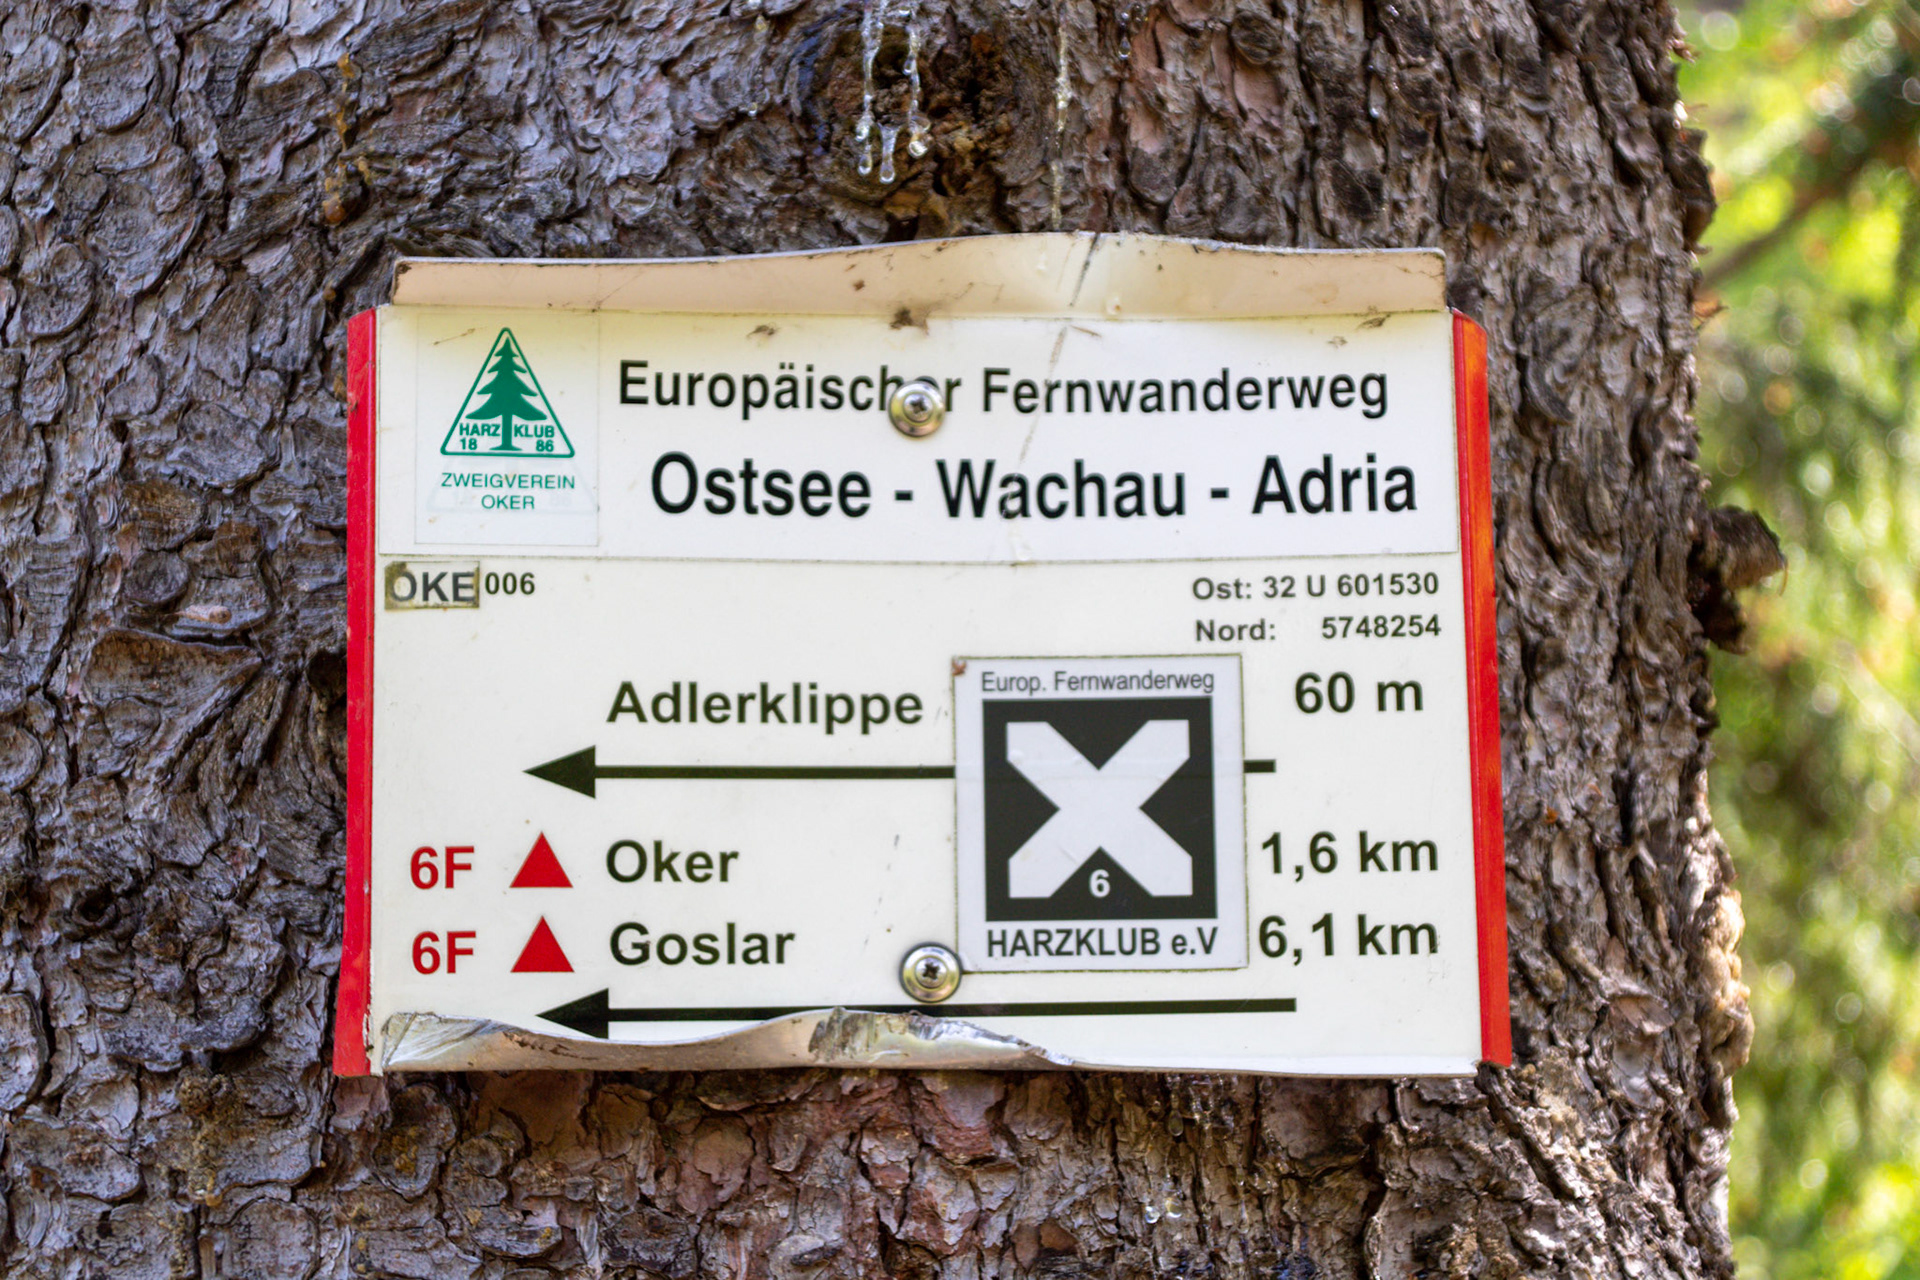 HARZ KLUB
18 86
ZWEIGVEREIN
OKER
Europäischer Fernwanderweg
Ostsee - Wachau - Adria
OKE 006
Ost: 32 U 601530
Nord: 5748254
Adlerklippe 60 m
Europ. Fernwanderweg
6
HARZKLUB e.V
6F Oker 1,6 km
6F Goslar 6,1 km